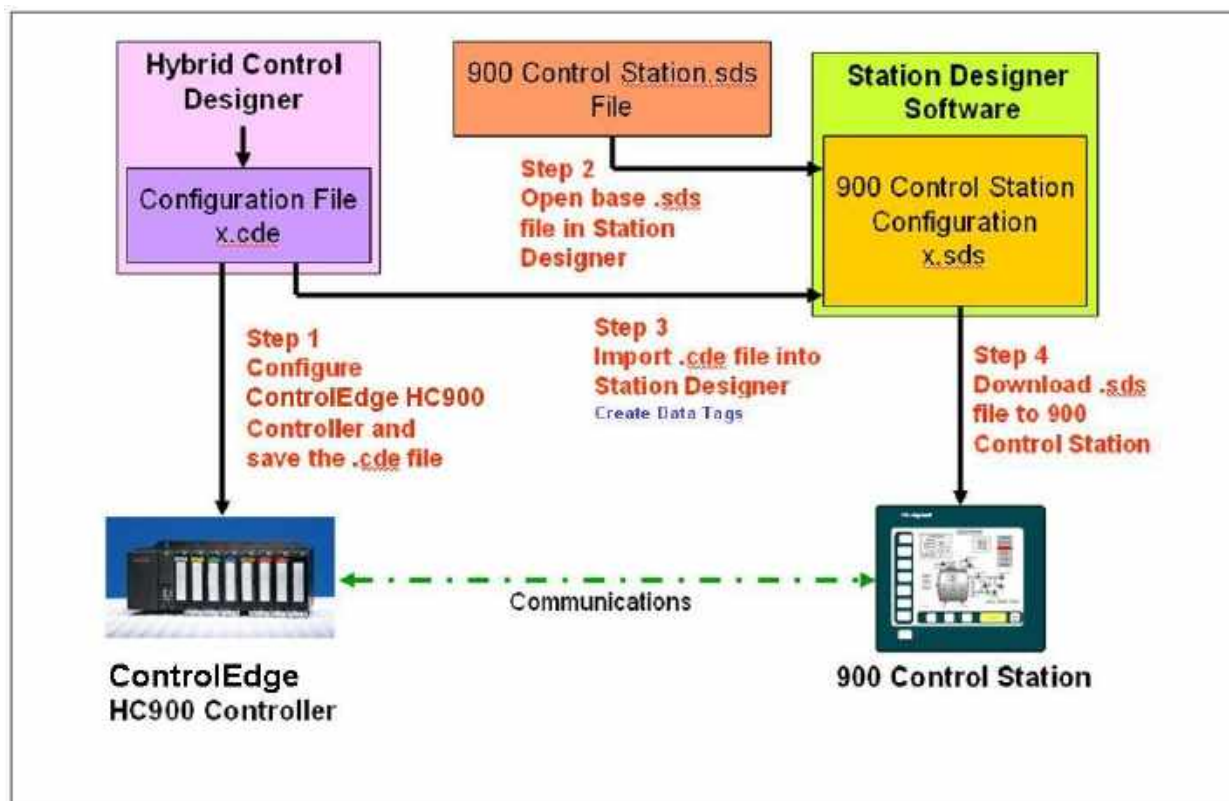 Hybrid Control
Designer
Configuration File
x.cde
900 Control Station.sds
File
Station Designer
Software
900 Control Station
Configuration
x.sds
Step 1
Configure
ControlEdge HC900
Controller and
save the .cde file
Step 2
Open base .sds
file in Station
Designer
Step 3
Import .cde file into
Station Designer
Create Data Tags
Step 4
Download .sds
file to 900
Control Station
Communications
ControlEdge
HC900 Controller
900 Control Station